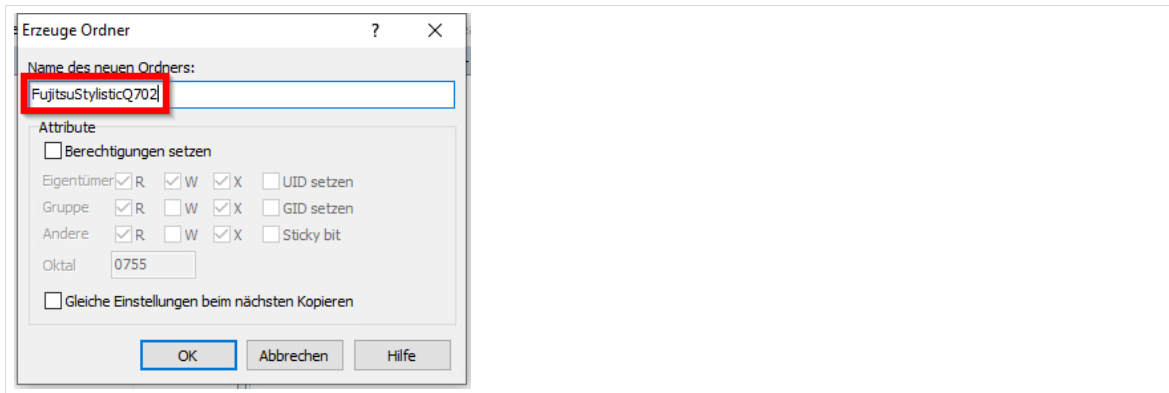 Erzeuge Ordner ?
Name des neuen Ordners:
FujitsuStylisticQ702
Attribute
Berechtigungen setzen
Eigentümer R W X UID setzen
Gruppe R W X GID setzen
Andere R W X Sticky bit
Oktal 0755
Gleiche Einstellungen beim nächsten Kopieren
OK Abbrechen Hilfe